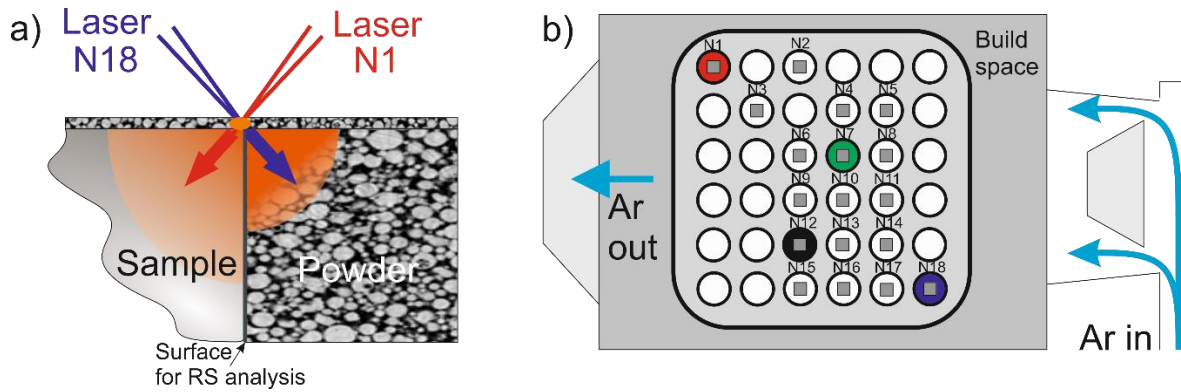 a)
Laser
N18
Laser
N1
Sample
Powder
Surface
for RS analysis
b)
N1
N2
Build
space
N3
N4
N5
N6
N7
N8
Ar
out
N9
N10
N11
N12
N13
N14
N15
N16
N17
N18
Ar in